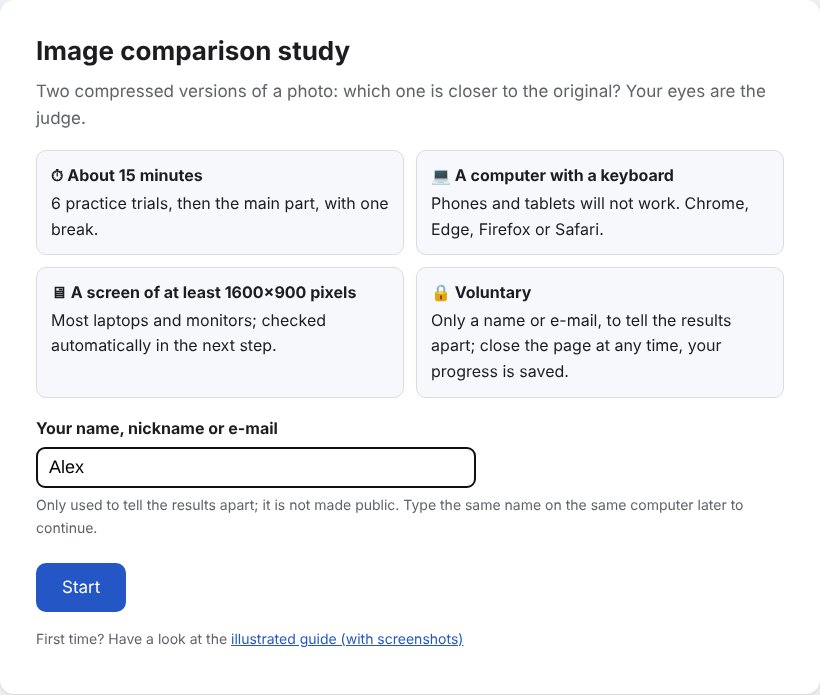 Image comparison study
Two compressed versions of a photo: which one is closer to the original? Your eyes are the
judge.
⏱ About 15 minutes
6 practice trials, then the main part, with one
break.
💻 A computer with a keyboard
Phones and tablets will not work. Chrome,
Edge, Firefox or Safari.
🖥 A screen of at least 1600×900 pixels
Most laptops and monitors; checked
automatically in the next step.
🔒 Voluntary
Only a name or e-mail, to tell the results
apart; close the page at any time, your
progress is saved.
Your name, nickname or e-mail
Alex
Only used to tell the results apart; it is not made public. Type the same name on the same computer later to
continue.
Start
First time? Have a look at the illustrated guide (with screenshots)